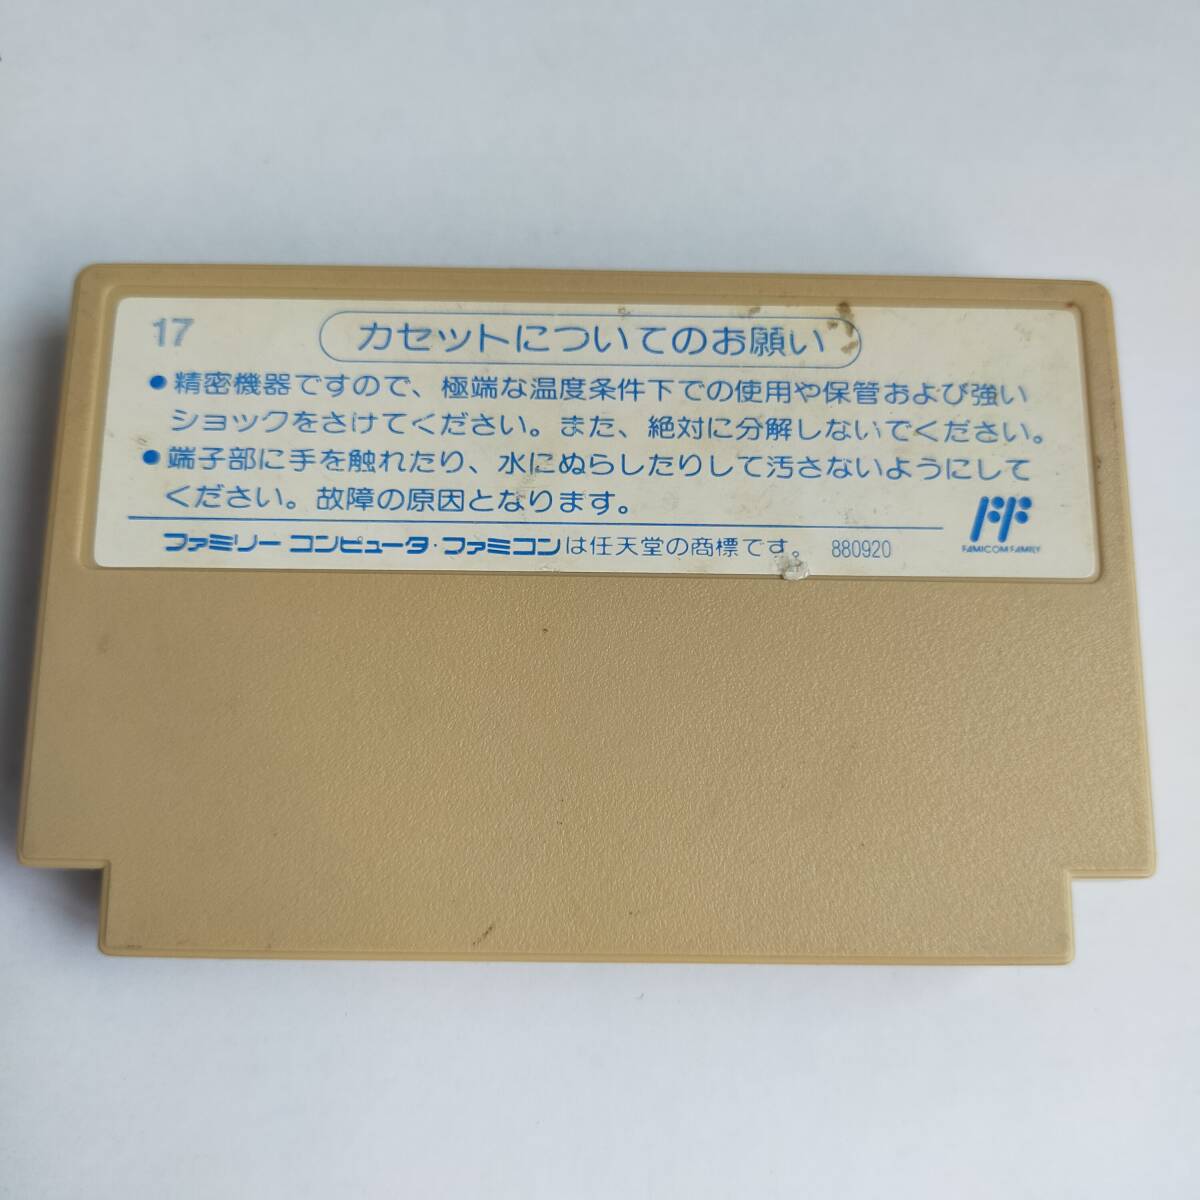 17
カセットについてのお願い
●精密機器ですので、極端な温度条件下での使用や保管および強い
ショックをさけてください。また、絶対に分解しないでください。
●端子部に手を触れたり、水にぬらしたりして汚さないようにして
ください。故障の原因となります。
FAMICOM FAMILY
ファミリーコンピュータ・ファミコンは任天堂の商標です。 880920